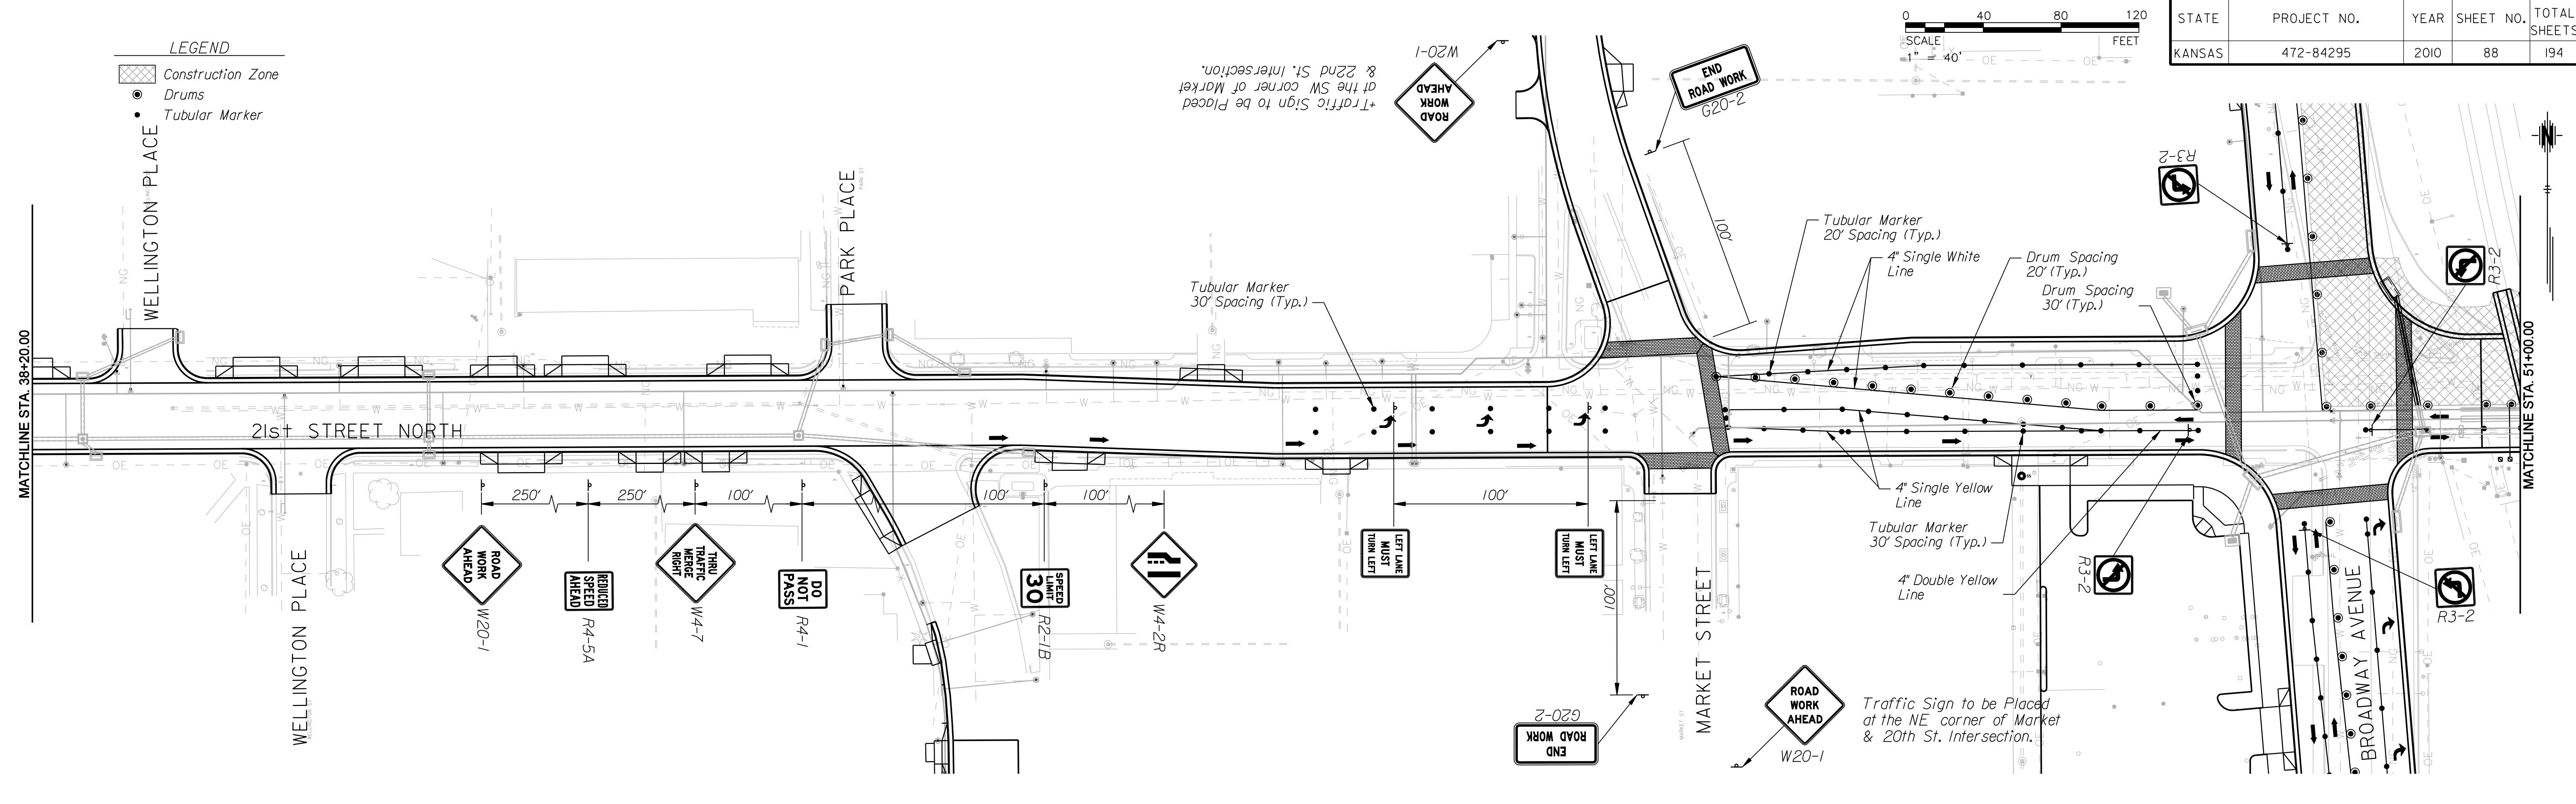 LEGEND
Construction Zone
Drums
Tubular Marker
0 40 80 120
SCALE FEET
1" = 40'
STATE PROJECT NO. YEAR SHEET NO. TOTAL SHEETS
KANSAS 472-84295 2010 88 194
N
W20-1
ROAD
WORK
AHEAD
+Traffic Sign to be Placed
at the SW corner of Market
& 22nd St. Intersection.
END
ROAD WORK
G20-2
100'
R3-2
R3-2
WELLINGTON PLACE
PARK PLACE
PARK ST
Tubular Marker
30' Spacing (Typ.)
Tubular Marker
20' Spacing (Typ.)
4" Single White
Line
Drum Spacing
20' (Typ.)
Drum Spacing
30' (Typ.)
MATCHLINE STA. 38+20.00
MATCHLINE STA. 51+00.00
21st STREET NORTH
250'
250'
100'
100'
100'
100'
ROAD
WORK
AHEAD
W20-1
REDUCED
SPEED
AHEAD
R4-5A
THRU
TRAFFIC
MERGE
RIGHT
W4-7
DO
NOT
PASS
R4-1
SPEED
LIMIT
30
R2-1B
W4-2R
LEFT LANE
MUST
TURN LEFT
LEFT LANE
MUST
TURN LEFT
4" Single Yellow
Line
Tubular Marker
30' Spacing (Typ.)
4" Double Yellow
Line
R3-2
R3-2
WELLINGTON PLACE
100'
MARKET STREET
MARKET ST
BROADWAY AVENUE
G20-2
END
ROAD WORK
ROAD
WORK
AHEAD
W20-1
Traffic Sign to be Placed
at the NE corner of Market
& 20th St. Intersection.